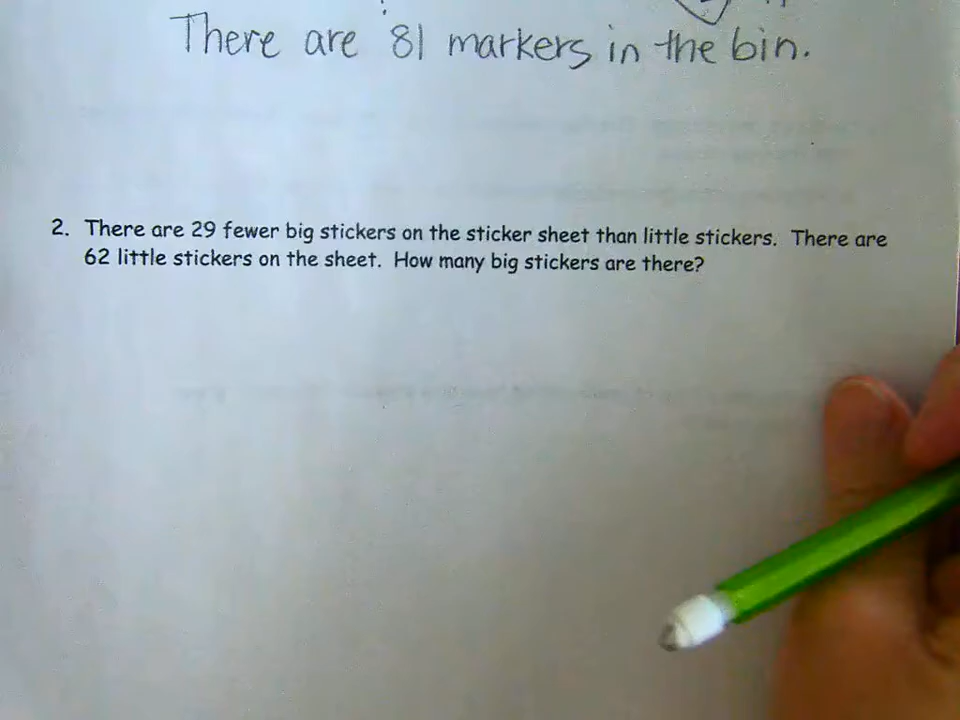 There are 81 markers in the bin.
2. There are 29 fewer big stickers on the sticker sheet than little stickers. There are
62 little stickers on the sheet. How many big stickers are there?